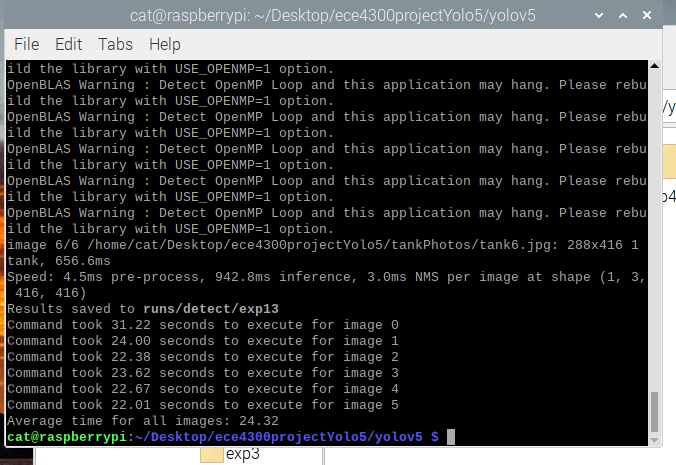 cat@raspberrypi: ~/Desktop/ece4300projectYolo5/yolov5
File Edit Tabs Help
ild the library with USE_OPENMP=1 option.
OpenBLAS Warning : Detect OpenMP Loop and this application may hang. Please rebu
ild the library with USE_OPENMP=1 option.
OpenBLAS Warning : Detect OpenMP Loop and this application may hang. Please rebu
ild the library with USE_OPENMP=1 option.
OpenBLAS Warning : Detect OpenMP Loop and this application may hang. Please rebu
ild the library with USE_OPENMP=1 option.
OpenBLAS Warning : Detect OpenMP Loop and this application may hang. Please rebu
ild the library with USE_OPENMP=1 option.
OpenBLAS Warning : Detect OpenMP Loop and this application may hang. Please rebu
ild the library with USE_OPENMP=1 option.
image 6/6 /home/cat/Desktop/ece4300projectYolo5/tankPhotos/tank6.jpg: 288x416 1
tank, 656.6ms
Speed: 4.5ms pre-process, 942.8ms inference, 3.0ms NMS per image at shape (1, 3,
416, 416)
Results saved to runs/detect/exp13
Command took 31.22 seconds to execute for image 0
Command took 24.00 seconds to execute for image 1
Command took 22.38 seconds to execute for image 2
Command took 23.62 seconds to execute for image 3
Command took 22.67 seconds to execute for image 4
Command took 22.01 seconds to execute for image 5
Average time for all images: 24.32
cat@raspberrypi:~/Desktop/ece4300projectYolo5/yolov5 $
exp3